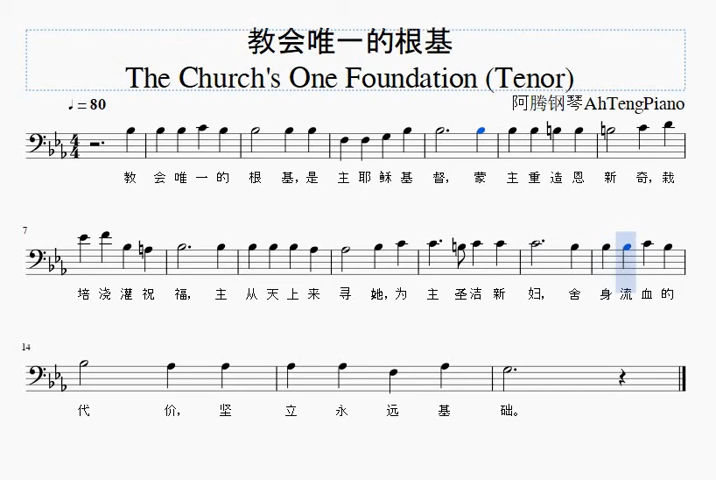 教会唯一的根基
The Church's One Foundation (Tenor)
♩ = 80
阿腾钢琴AhTengPiano
教 会 唯 一 的 根 基, 是 主 耶 稣 基 督, 蒙 主 重 造 恩 新 奇, 栽
7
培 浇 灌 祝 福, 主 从 天 上 来 寻 她, 为 主 圣 洁 新 妇, 舍 身 流 血 的
14
代 价, 坚 立 永 远 基 础。